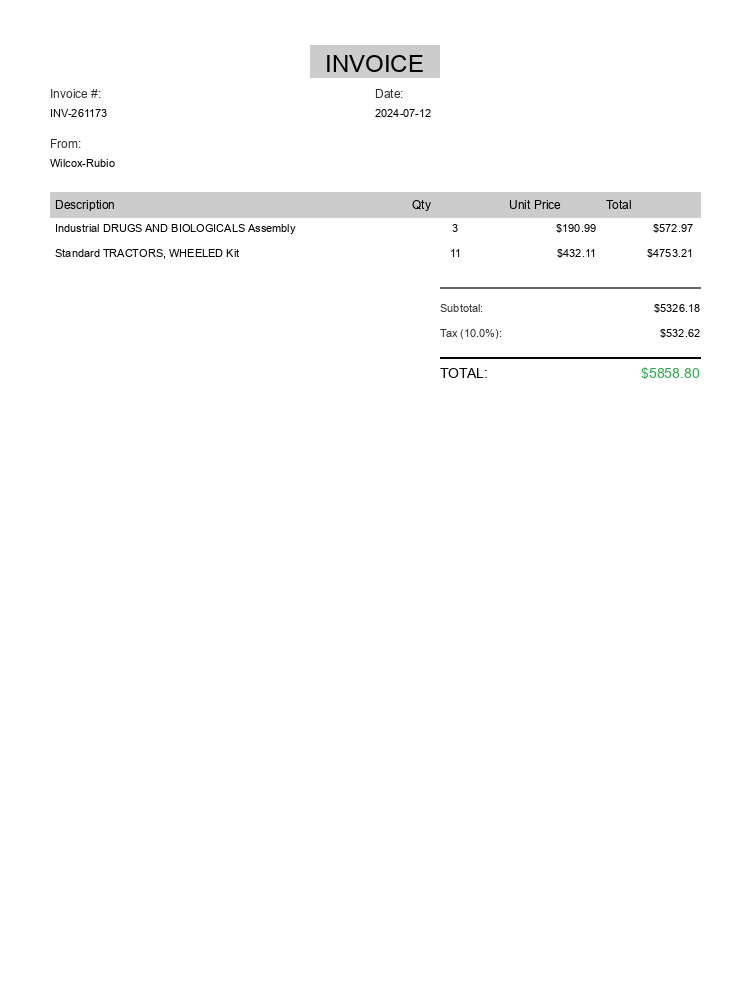 INVOICE
Invoice #: Date:
INV-261173 2024-07-12
From:
Wilcox-Rubio
Description Qty Unit Price Total
Industrial DRUGS AND BIOLOGICALS Assembly 3 $190.99 $572.97
Standard TRACTORS, WHEELED Kit 11 $432.11 $4753.21
Subtotal: $5326.18
Tax (10.0%): $532.62
TOTAL: $5858.80